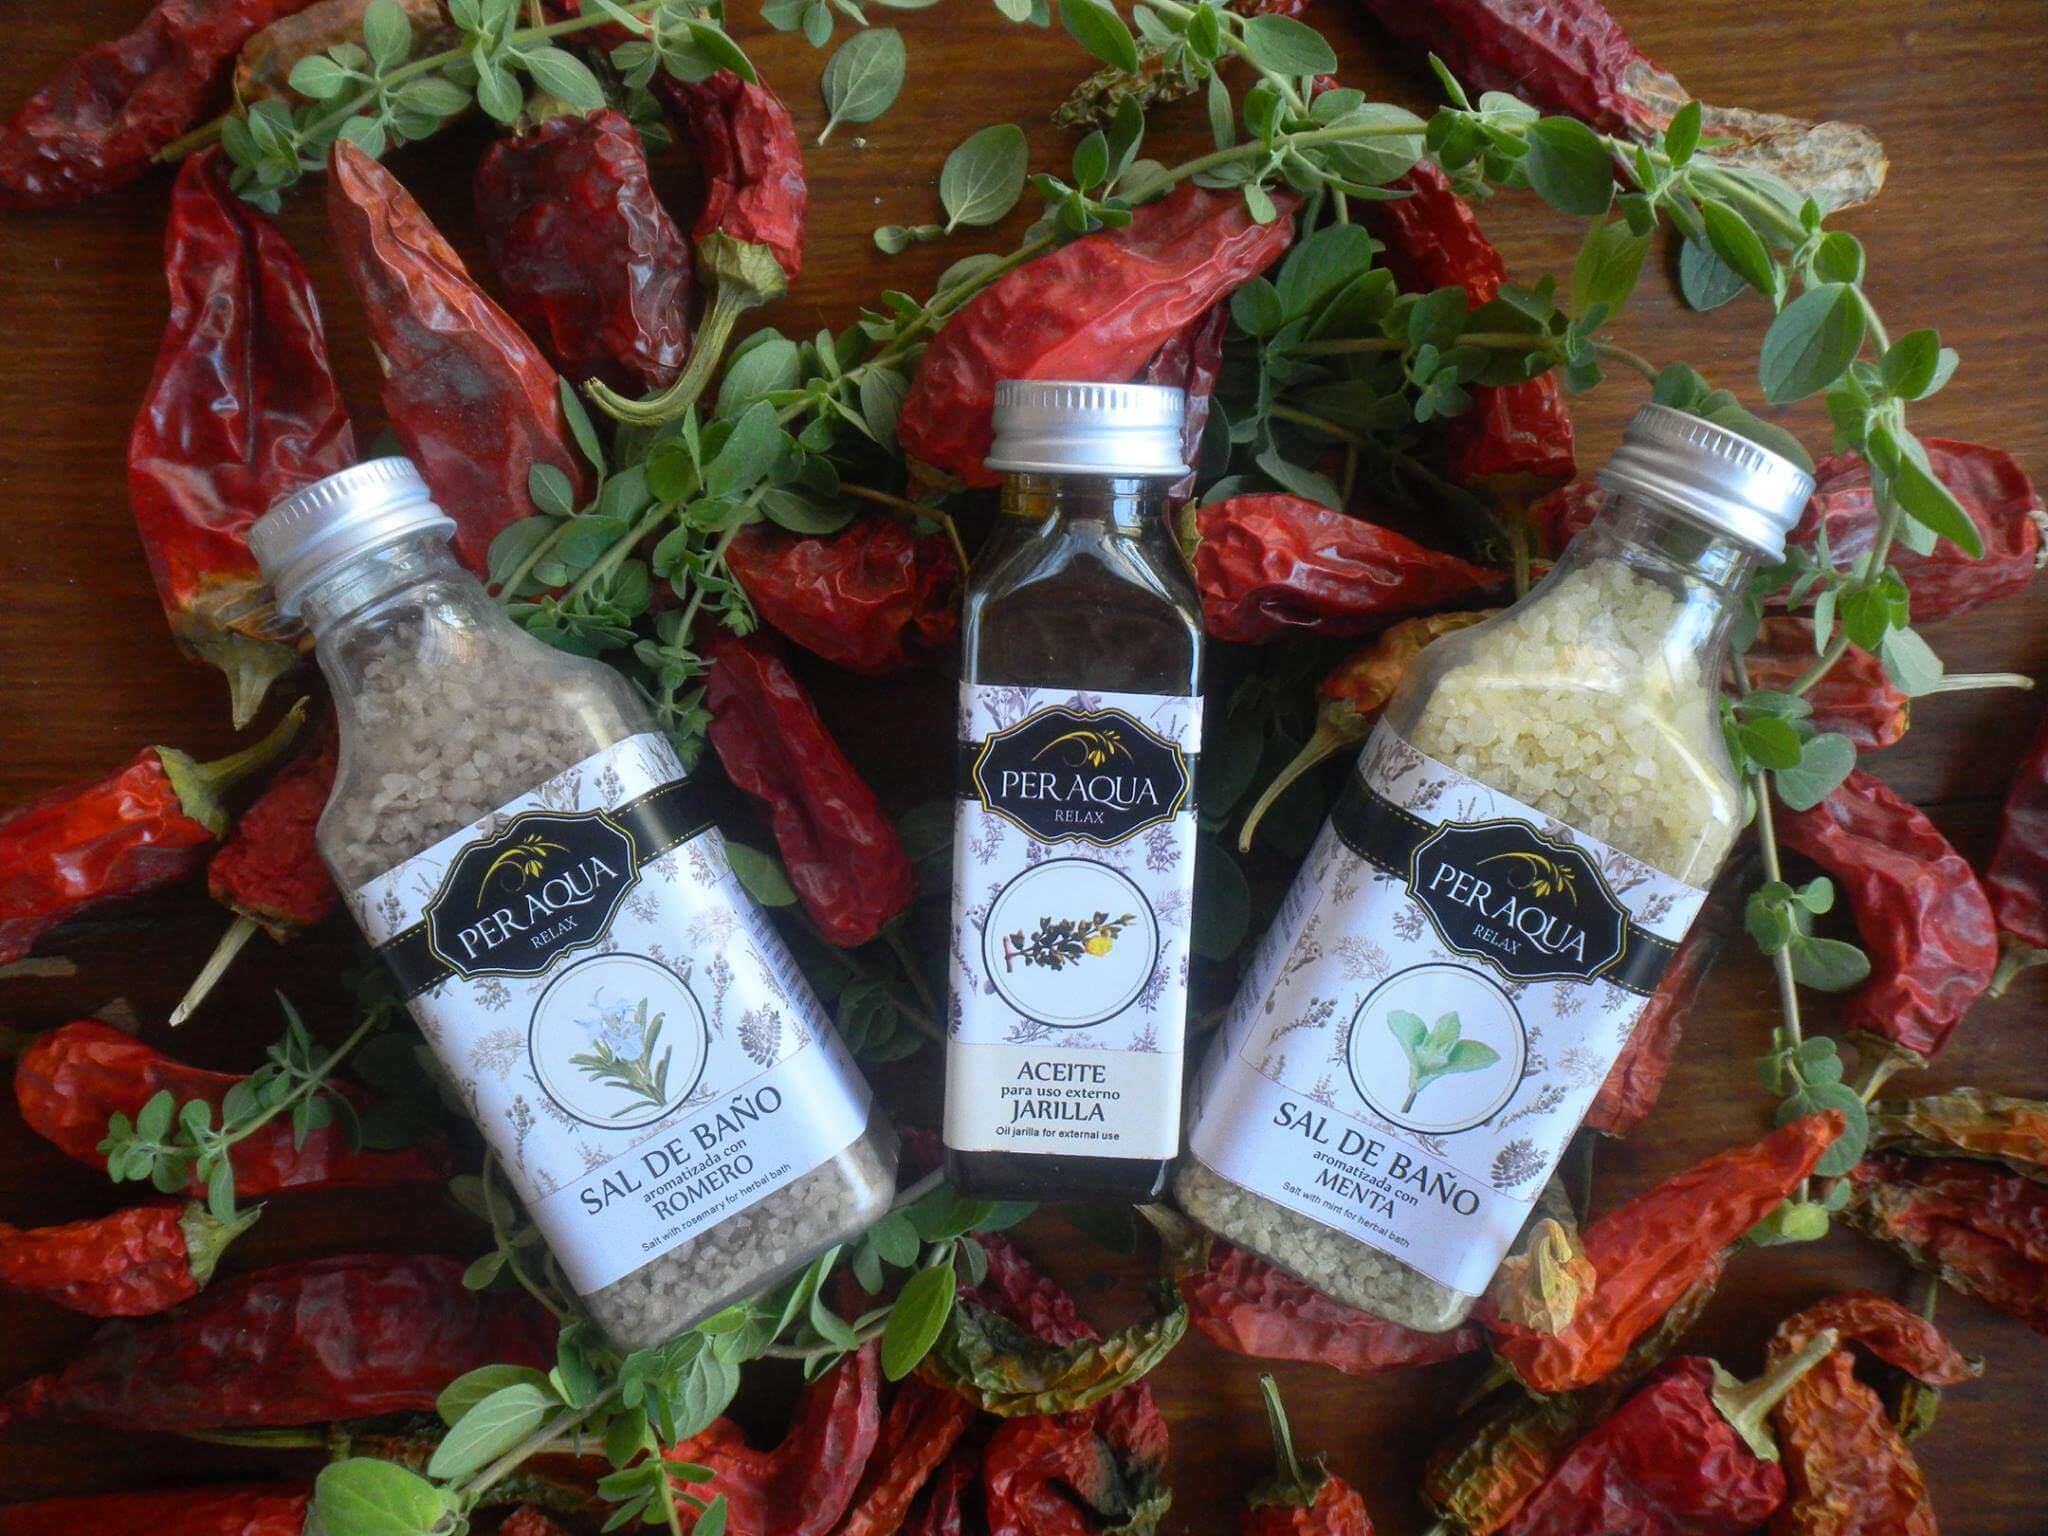 PER AQUA
RELAX
SAL DE BAÑO
aromatizada con
ROMERO
Salt with rosemary for herbal bath
PER AQUA
RELAX
ACEITE
para uso externo
JARILLA
Oil jarilla for external use
PER AQUA
RELAX
SAL DE BAÑO
aromatizada con
MENTA
Salt with mint for herbal bath